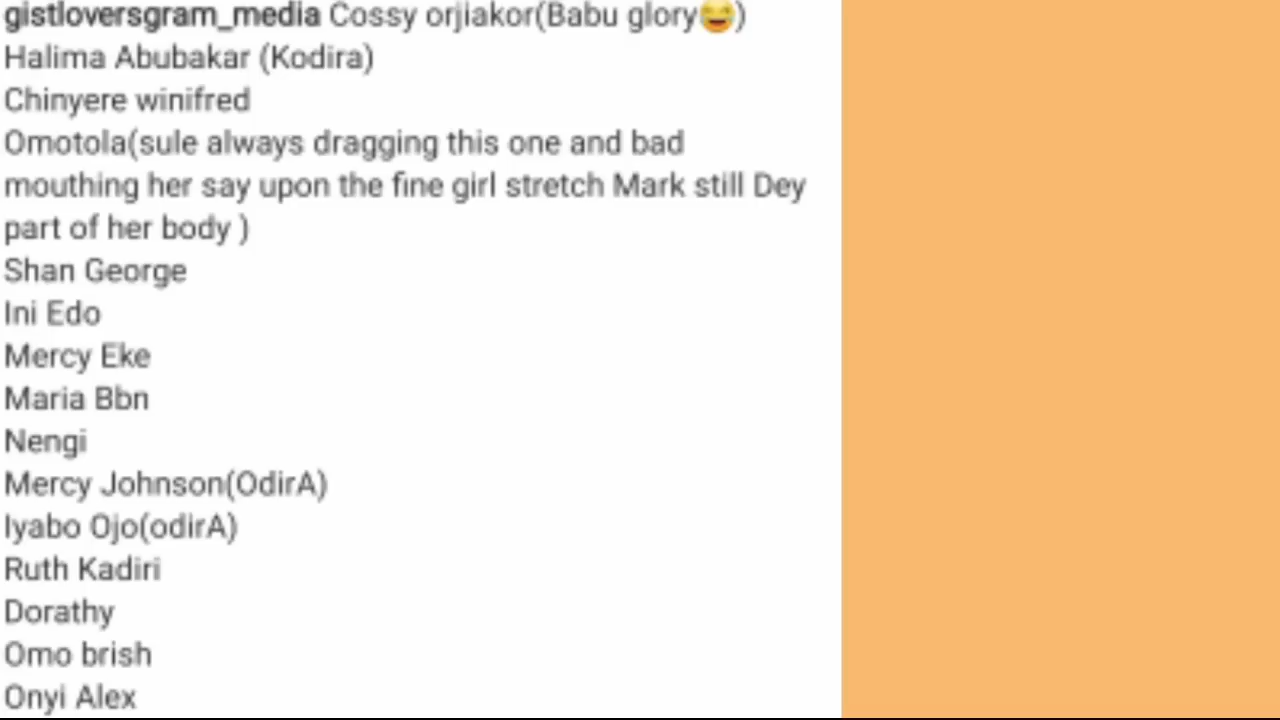 gistloversgram_media Cossy orjiakor(Babu glory😂)
Halima Abubakar (Kodira)
Chinyere winifred
Omotola(sule always dragging this one and bad
mouthing her say upon the fine girl stretch Mark still Dey
part of her body )
Shan George
Ini Edo
Mercy Eke
Maria Bbn
Nengi
Mercy Johnson(OdirA)
Iyabo Ojo(odirA)
Ruth Kadiri
Dorathy
Omo brish
Onyi Alex